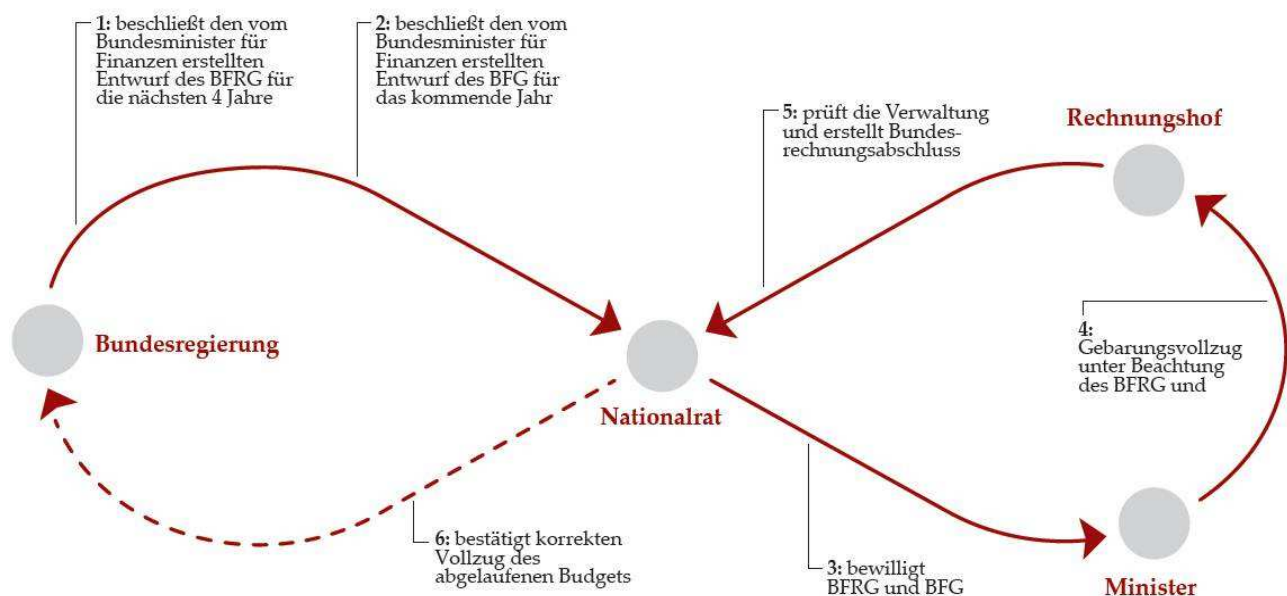 1: beschließt den vom
Bundesminister für
Finanzen erstellten
Entwurf des BFRG für
die nächsten 4 Jahre
2: beschließt den vom
Bundesminister für
Finanzen erstellten
Entwurf des BFG für
das kommende Jahr
5: prüft die Verwaltung
und erstellt Bundes-
rechnungsabschluss
Rechnungshof
Bundesregierung
Nationalrat
4:
Gebarungsvollzug
unter Beachtung
des BFRG und
6: bestätigt korrekten
Vollzug des
abgelaufenen Budgets
3: bewilligt
BFRG und BFG
Minister